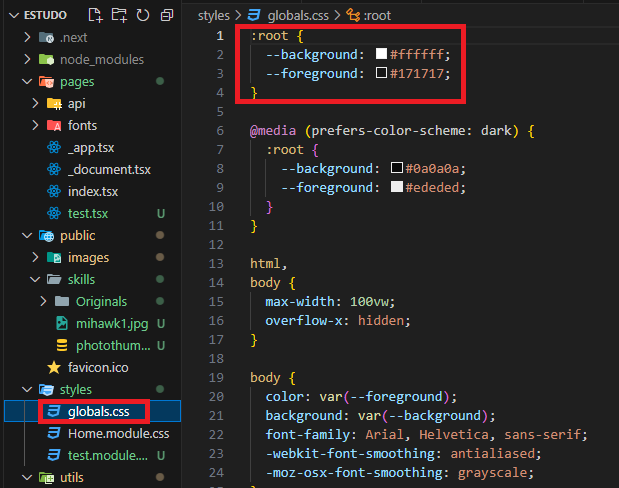 ESTUDO
.next
node_modules
pages
api
fonts
_app.tsx
_document.tsx
index.tsx
test.tsx U
public
images
skills
Originals
mihawk1.jpg U
photothum... U
favicon.ico
styles
globals.css
Home.module.css
test.module.... U
utils
styles > globals.css > :root
1 :root {
2 --background: #ffffff;
3 --foreground: #171717;
4 }
5
6 @media (prefers-color-scheme: dark) {
7 :root {
8 --background: #0a0a0a;
9 --foreground: #ededed;
10 }
11 }
12
13 html,
14 body {
15 max-width: 100vw;
16 overflow-x: hidden;
17 }
18
19 body {
20 color: var(--foreground);
21 background: var(--background);
22 font-family: Arial, Helvetica, sans-serif;
23 -webkit-font-smoothing: antialiased;
24 -moz-osx-font-smoothing: grayscale;